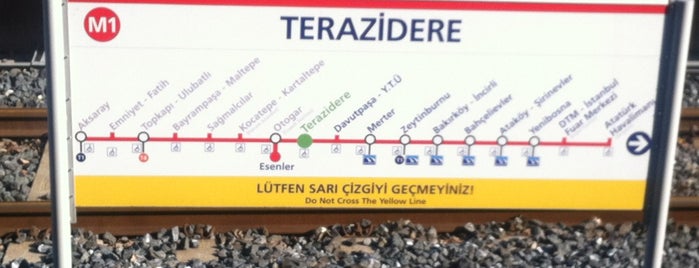 M1
TERAZİDERE
Aksaray
Emniyet - Fatih
Topkapı - Ulubatlı
Bayrampaşa - Maltepe
Sağmalcılar
Kocatepe - Kartaltepe
Otogar
Esenler
Terazidere
Davutpaşa - Y.T.Ü
Merter
Zeytinburnu
Bakırköy - İncirli
Bahçelievler
Ataköy - Şirinevler
Yenibosna
DTM - İstanbul
Fuar Merkezi
Atatürk
Havalimanı
LÜTFEN SARI ÇİZGİYİ GEÇMEYİNİZ!
Do Not Cross The Yellow Line